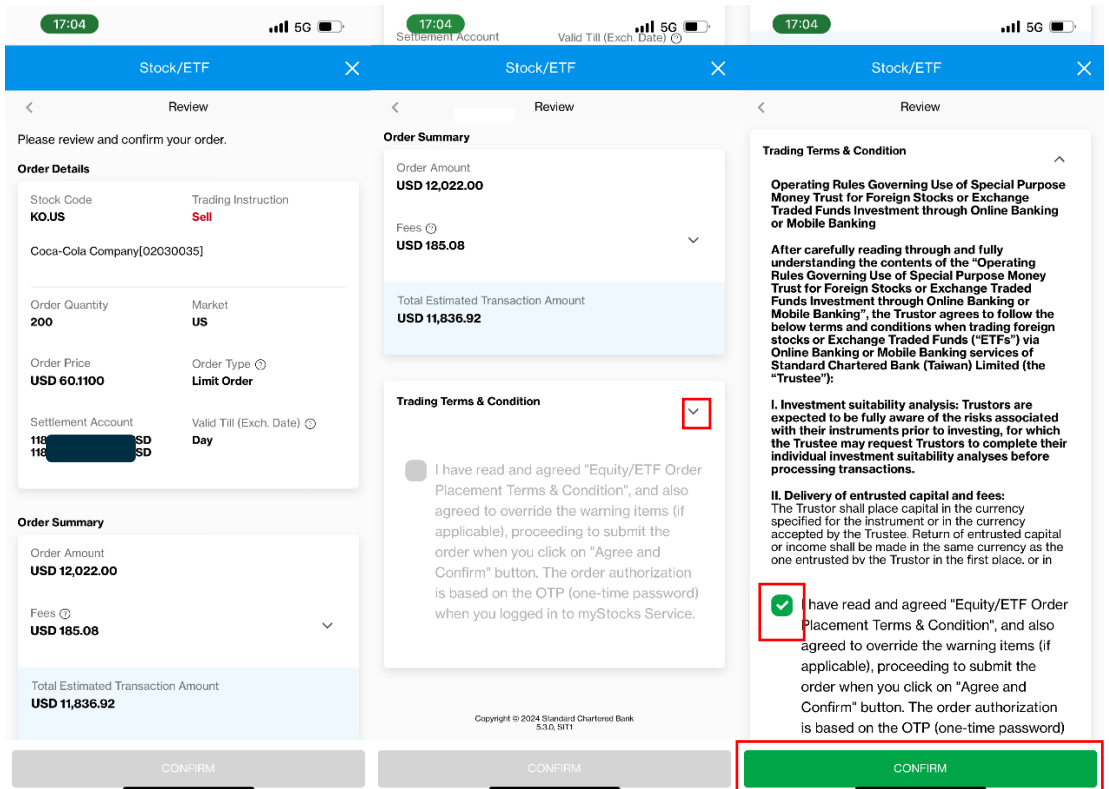 17:04
5G
Stock/ETF
Review
Please review and confirm your order.
Order Details
Stock Code
Trading Instruction
KO.US
Sell
Coca-Cola Company[02030035]
Order Quantity
Market
200
US
Order Price
Order Type
USD 60.1100
Limit Order
Settlement Account
Valid Till (Exch. Date)
118
SD
Day
118
SD
Order Summary
Order Amount
USD 12,022.00
Fees
USD 185.08
Total Estimated Transaction Amount
USD 11,836.92
CONFIRM
17:04
5G
Settlement Account
Valid Till (Exch. Date)
Stock/ETF
Review
Order Summary
Order Amount
USD 12,022.00
Fees
USD 185.08
Total Estimated Transaction Amount
USD 11,836.92
Trading Terms & Condition
I have read and agreed "Equity/ETF Order
Placement Terms & Condition", and also
agreed to override the warning items (if
applicable), proceeding to submit the
order when you click on "Agree and
Confirm" button. The order authorization
is based on the OTP (one-time password)
when you logged in to myStocks Service.
Copyright © 2024 Standard Chartered Bank
5.3.0, SIT1
CONFIRM
17:04
5G
Stock/ETF
Review
Trading Terms & Condition
Operating Rules Governing Use of Special Purpose
Money Trust for Foreign Stocks or Exchange
Traded Funds Investment through Online Banking
or Mobile Banking
After carefully reading through and fully
understanding the contents of the “Operating
Rules Governing Use of Special Purpose Money
Trust for Foreign Stocks or Exchange Traded
Funds Investment through Online Banking or
Mobile Banking”, the Trustor agrees to follow the
below terms and conditions when trading foreign
stocks or Exchange Traded Funds (“ETFs”) via
Online Banking or Mobile Banking services of
Standard Chartered Bank (Taiwan) Limited (the
“Trustee”):
I. Investment suitability analysis: Trustors are
expected to be fully aware of the risks associated
with their instruments prior to investing, for which
the Trustee may request Trustors to complete their
individual investment suitability analyses before
processing transactions.
II. Delivery of entrusted capital and fees:
The Trustor shall place capital in the currency
specified for the instrument or in the currency
accepted by the Trustee. Return of entrusted capital
or income shall be made in the same currency as the
one entrusted by the Trustor in the first place, or in
I have read and agreed "Equity/ETF Order
Placement Terms & Condition", and also
agreed to override the warning items (if
applicable), proceeding to submit the
order when you click on "Agree and
Confirm" button. The order authorization
is based on the OTP (one-time password)
CONFIRM